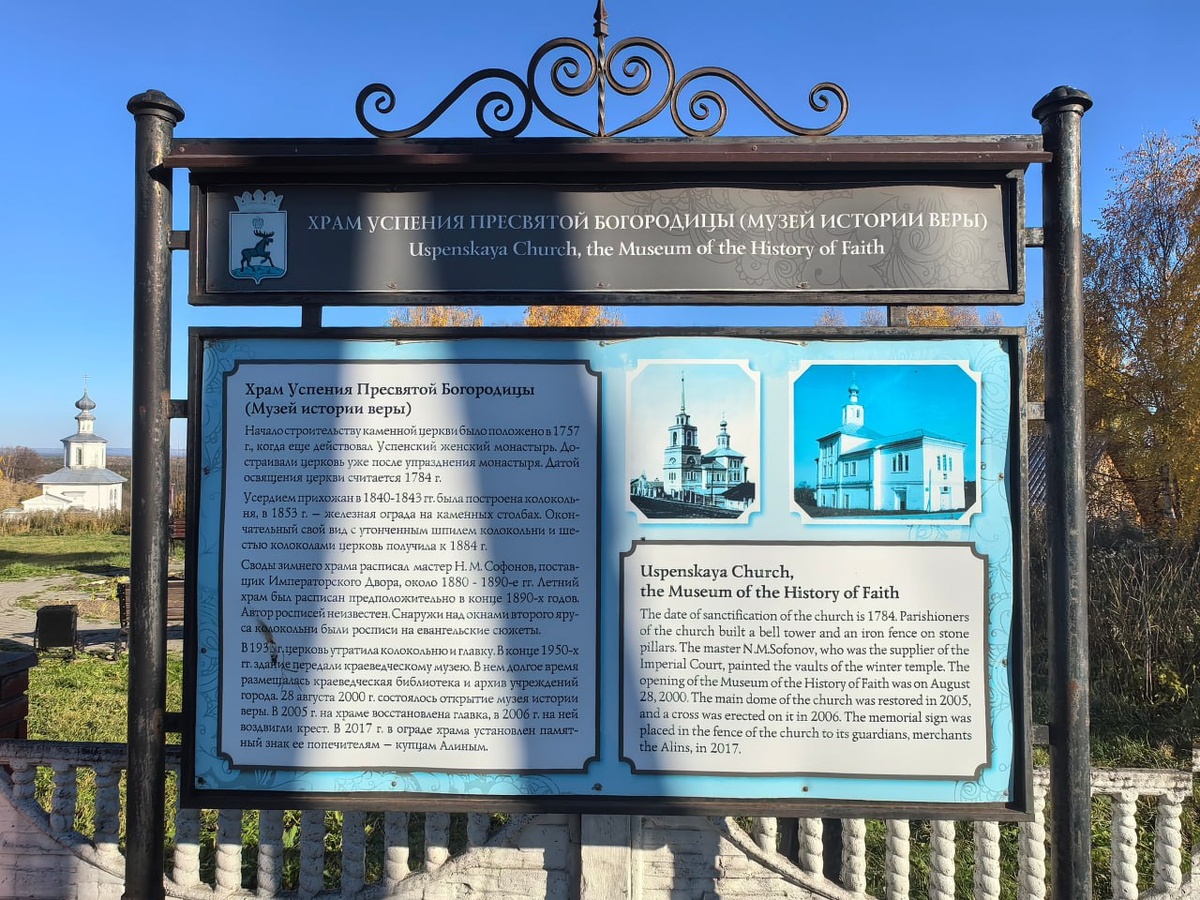 ХРАМ УСПЕНИЯ ПРЕСВЯТОЙ БОГОРОДИЦЫ (МУЗЕЙ ИСТОРИИ ВЕРЫ)
Uspenskaya Church, the Museum of the History of Faith
Храм Успения Пресвятой Богородицы
(Музей истории веры)
Начало строительству каменной церкви было положено в 1757
г., когда еще действовал Успенский женский монастырь. До-
страивали церковь уже после упразднения монастыря. Датой
освящения церкви считается 1784 г.
Усердием прихожан в 1840-1843 гг. была построена колоколь-
ня, в 1853 г. – железная ограда на каменных столбах. Окон-
чательный свой вид с утонченным шпилем колокольни и ше-
стью колоколами церковь получила к 1884 г.
Своды зимнего храма расписал мастер Н. М. Софонов, постав-
щик Императорского Двора, около 1880 - 1890-е гг. Летний
храм был расписан предположительно в конце 1890-х годов.
Автор росписей неизвестен. Снаружи над окнами второго яру-
са колокольни были росписи на евангельские сюжеты.
В г. церковь утратила колокольню и главку. В конце 1950-х
гг. здание передали краеведческому музею. В нем долгое время
размещалась краеведческая библиотека и архив учреждений
города. 28 августа 2000 г. состоялось открытие музея истории
веры. В 2005 г. на храме восстановлена главка, в 2006 г. на ней
воздвигли крест. В 2017 г. в ограде храма установлен памят-
ный знак ее попечителям – купцам Алиным.
Uspenskaya Church,
the Museum of the History of Faith
The date of sanctification of the church is 1784. Parishioners
of the church built a bell tower and an iron fence on stone
pillars. The master N.M.Sofonov, who was the supplier of the
Imperial Court, painted the vaults of the winter temple. The
opening of the Museum of the History of Faith was on August
28, 2000. The main dome of the church was restored in 2005,
and a cross was erected on it in 2006. The memorial sign was
placed in the fence of the church to its guardians, merchants
the Alins, in 2017.